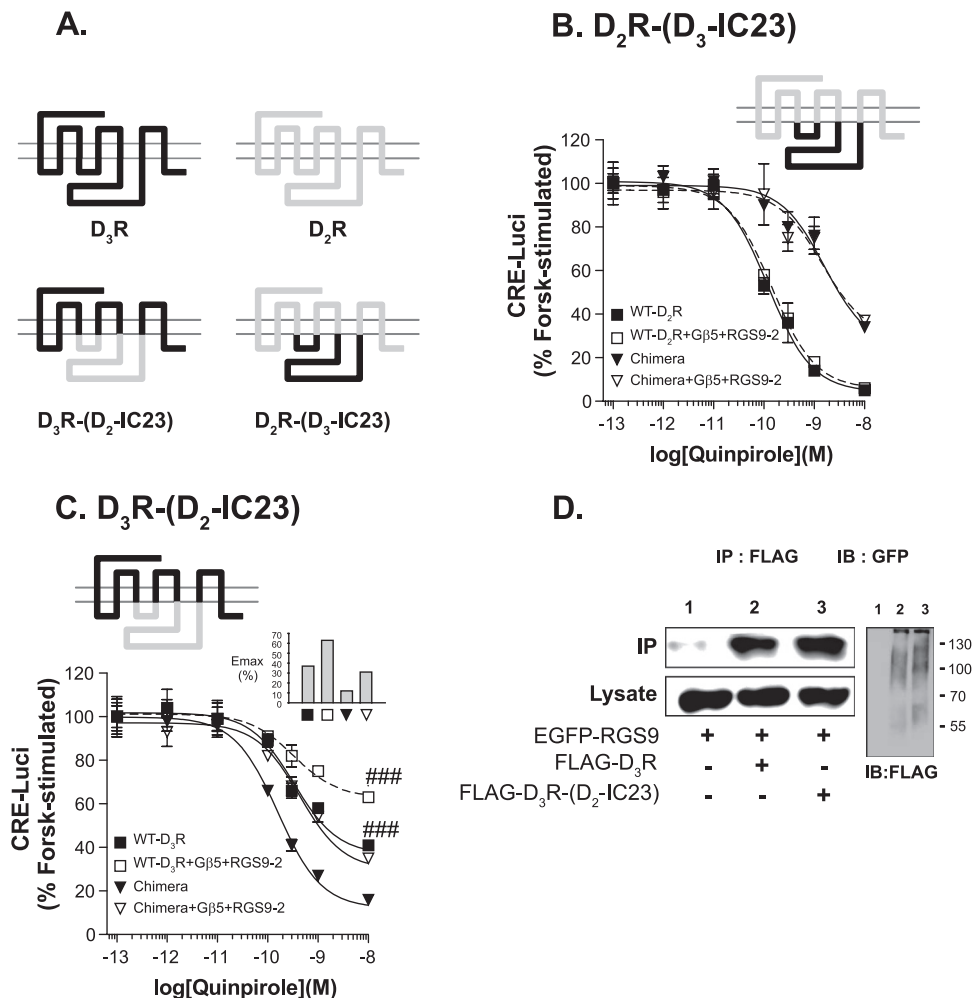 A.
D₃R
D₂R
D₃R-(D₂-IC23)
D₂R-(D₃-IC23)
B. D₂R-(D₃-IC23)
CRE-Luci
(% Forsk-stimulated)
120
100
80
60
40
20
0
WT-D₂R
WT-D₂R+Gβ5+RGS9-2
Chimera
Chimera+Gβ5+RGS9-2
-13 -12 -11 -10 -9 -8
log[Quinpirole](M)
C. D₃R-(D₂-IC23)
Emax
(%)
70
60
50
40
30
20
10
0
CRE-Luci
(% Forsk-stimulated)
120
100
80
60
40
20
0
###
###
WT-D₃R
WT-D₃R+Gβ5+RGS9-2
Chimera
Chimera+Gβ5+RGS9-2
-13 -12 -11 -10 -9 -8
log[Quinpirole](M)
D.
IP : FLAG IB : GFP
1 2 3
IP
Lysate
EGFP-RGS9 + + +
FLAG-D₃R - + -
FLAG-D₃R-(D₂-IC23) - - +
1 2 3
- 130
- 100
- 70
- 55
IB:FLAG